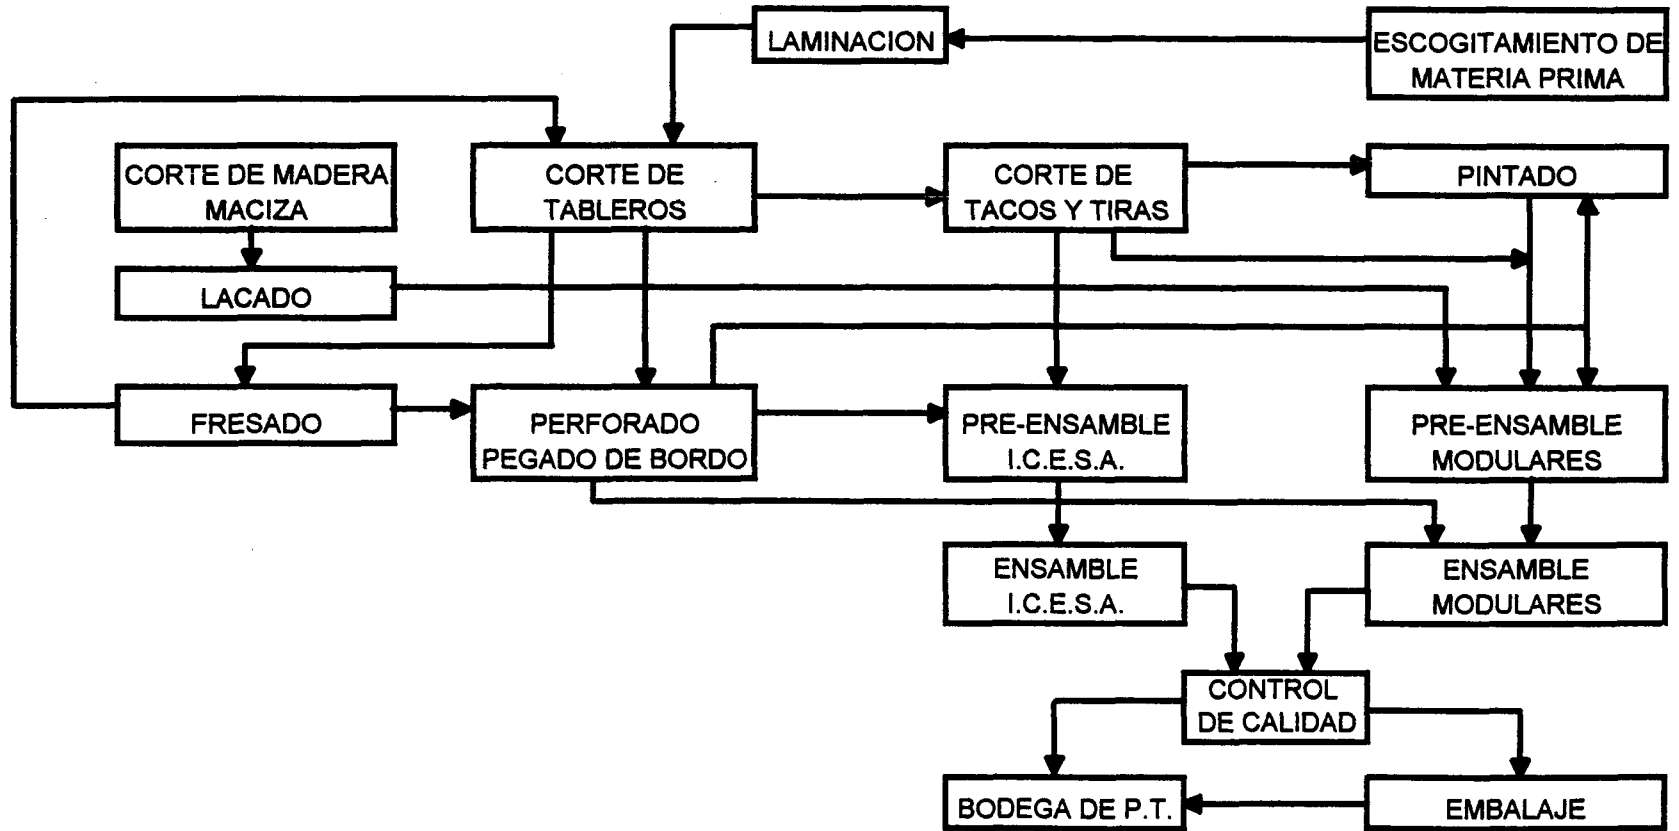 LAMINACION
ESCOGITAMIENTO DE
MATERIA PRIMA
CORTE DE MADERA
MACIZA
CORTE DE
TABLEROS
CORTE DE
TACOS Y TIRAS
PINTADO
LACADO
FRESADO
PERFORADO
PEGADO DE BORDO
PRE-ENSAMBLE
I.C.E.S.A.
PRE-ENSAMBLE
MODULARES
ENSAMBLE
I.C.E.S.A.
ENSAMBLE
MODULARES
CONTROL
DE CALIDAD
BODEGA DE P.T.
EMBALAJE